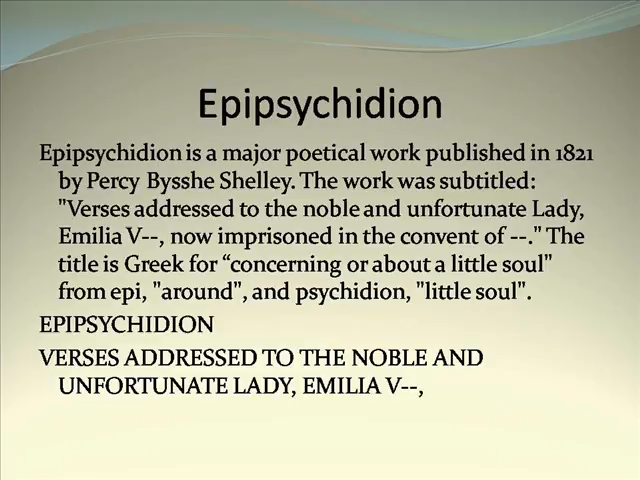 Epipsychidion
Epipsychidion is a major poetical work published in 1821
by Percy Bysshe Shelley. The work was subtitled:
"Verses addressed to the noble and unfortunate Lady,
Emilia V--, now imprisoned in the convent of --." The
title is Greek for “concerning or about a little soul”
from epi, "around", and psychidion, "little soul".
EPIPSYCHIDION
VERSES ADDRESSED TO THE NOBLE AND
UNFORTUNATE LADY, EMILIA V--,